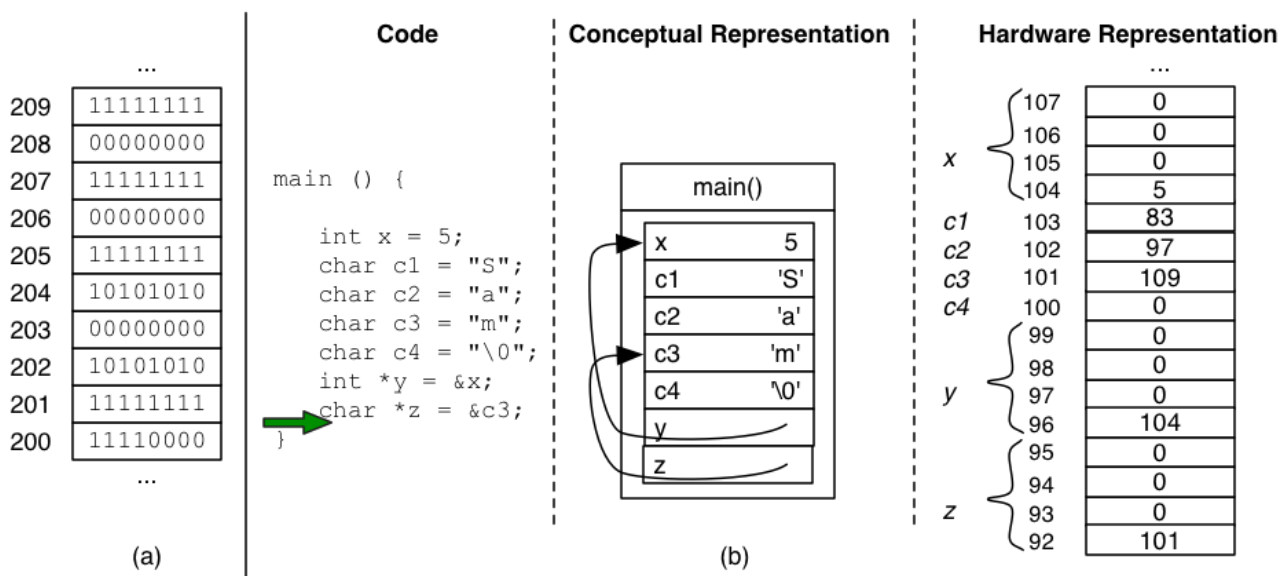 ...
209 11111111
208 00000000
207 11111111
206 00000000
205 11111111
204 10101010
203 00000000
202 10101010
201 11111111
200 11110000
...
(a)
Code
main () {
int x = 5;
char c1 = "S";
char c2 = "a";
char c3 = "m";
char c4 = "\0";
int *y = &x;
char *z = &c3;
}
Conceptual Representation
main()
x 5
c1 'S'
c2 'a'
c3 'm'
c4 '\0'
y
z
(b)
Hardware Representation
...
107 0
106 0
x
105 0
104 5
c1 103 83
c2 102 97
c3 101 109
c4 100 0
99 0
98 0
y
97 0
96 104
95 0
94 0
z
93 0
92 101